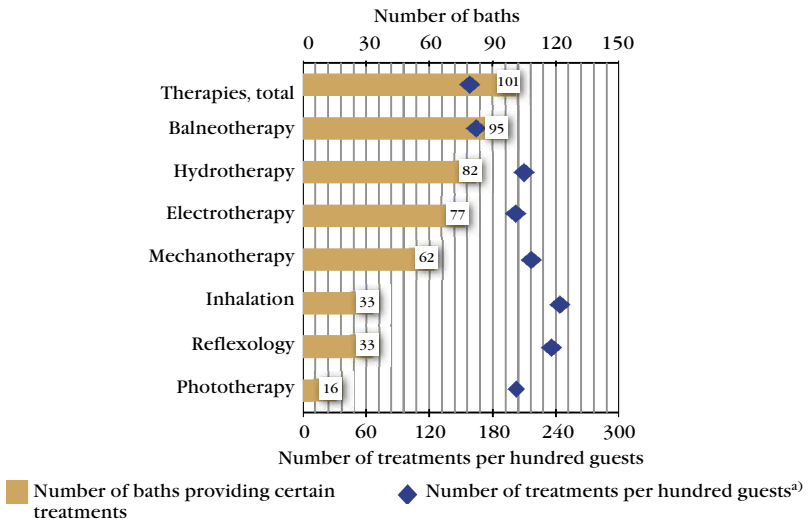 Number of baths
0 30 60 90 120 150
Therapies, total 101
Balneotherapy 95
Hydrotherapy 82
Electrotherapy 77
Mechanotherapy 62
Inhalation 33
Reflexology 33
Phototherapy 16
0 60 120 180 240 300
Number of treatments per hundred guests
Number of baths providing certain
treatments
Number of treatments per hundred guests a)